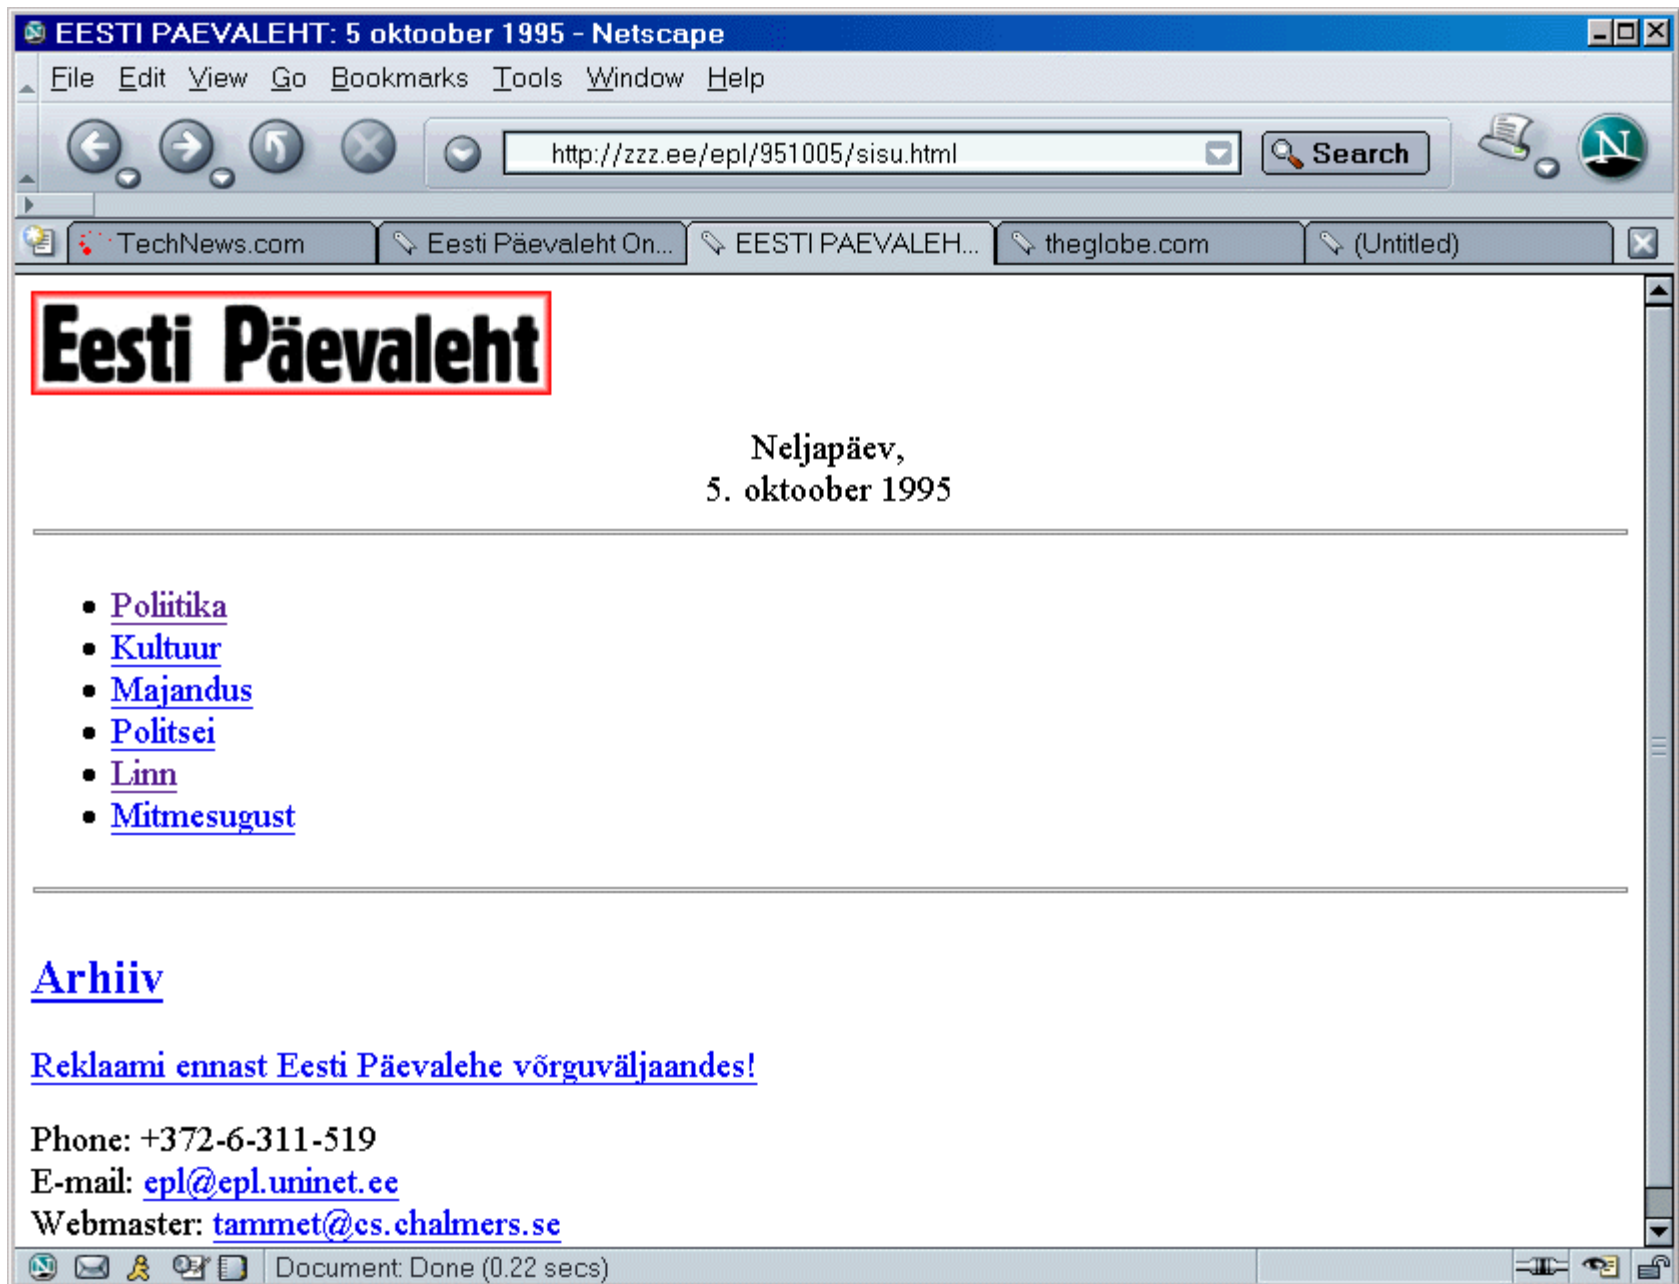 EESTI PAEVALEHT: 5 oktoober 1995 - Netscape
File Edit View Go Bookmarks Tools Window Help
http://zzz.ee/epl/951005/sisu.html Search N
TechNews.com Eesti Päevaleht On... EESTI PAEVALEH... theglobe.com (Untitled)
Eesti Päevaleht
Neljapäev,
5. oktoober 1995
Poliitika
Kultuur
Majandus
Politsei
Linn
Mitmesugust
Arhiiv
Reklaami ennast Eesti Päevalehe võrguväljaandes!
Phone: +372-6-311-519
E-mail: epl@epl.uninet.ee
Webmaster: tammet@cs.chalmers.se
Document: Done (0.22 secs)